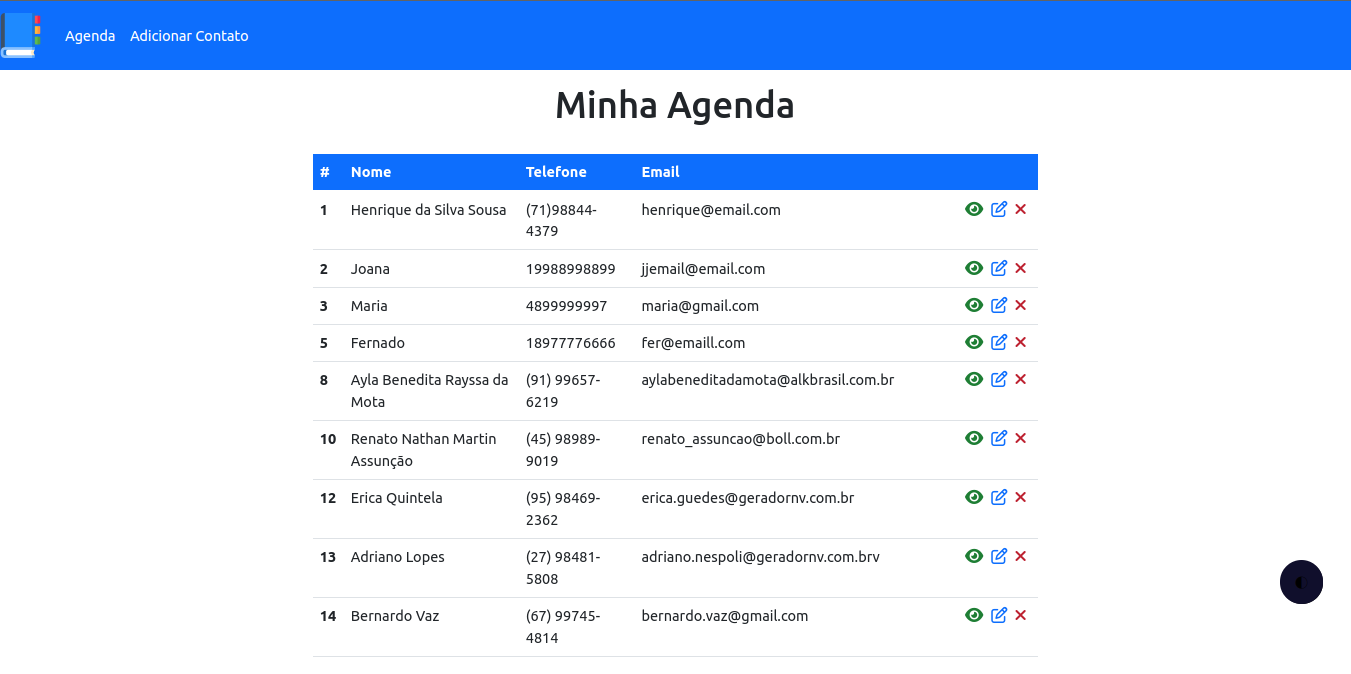 Agenda Adicionar Contato
Minha Agenda
# Nome Telefone Email
1 Henrique da Silva Sousa (71)98844- henrique@email.com
4379
2 Joana 19988998899 jjemail@email.com
3 Maria 4899999997 maria@gmail.com
5 Fernado 18977776666 fer@emaill.com
8 Ayla Benedita Rayssa da (91) 99657- aylabeneditadamota@alkbrasil.com.br
Mota 6219
10 Renato Nathan Martin (45) 98989- renato_assuncao@boll.com.br
Assunção 9019
12 Erica Quintela (95) 98469- erica.guedes@geradornv.com.br
2362
13 Adriano Lopes (27) 98481- adriano.nespoli@geradornv.com.brv
5808
14 Bernardo Vaz (67) 99745- bernardo.vaz@gmail.com
4814